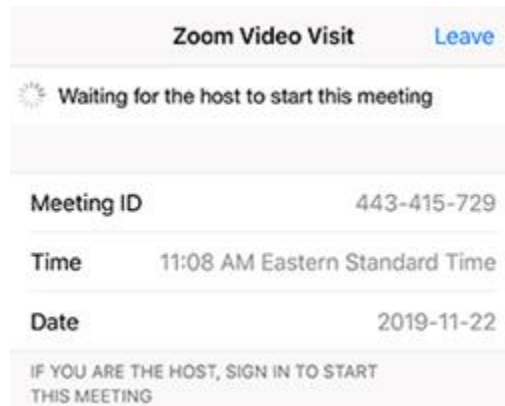 Zoom Video Visit Leave
Waiting for the host to start this meeting
Meeting ID 443-415-729
Time 11:08 AM Eastern Standard Time
Date 2019-11-22
IF YOU ARE THE HOST, SIGN IN TO START
THIS MEETING